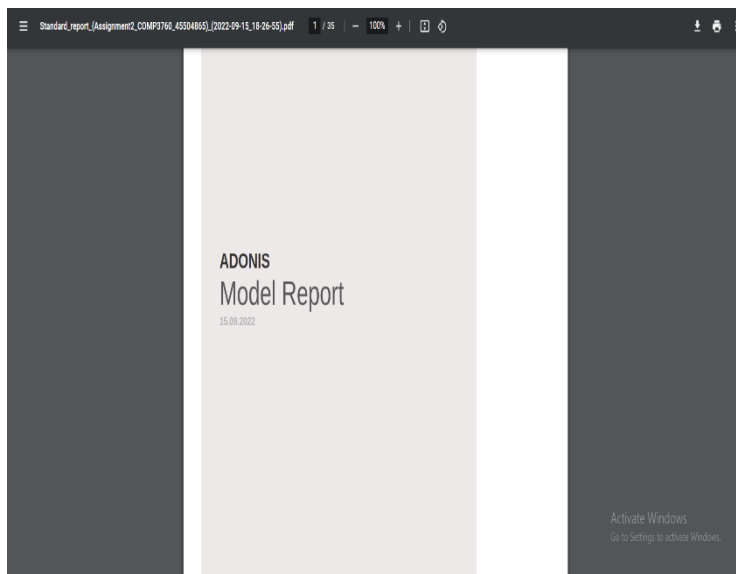 Standard_report_(Assignment2_COMP3760_45504865)_(2022-09-15_18-26-55).pdf 1 / 35 100%
ADONIS
Model Report
15.09.2022
Activate Windows
Go to Settings to activate Windows.